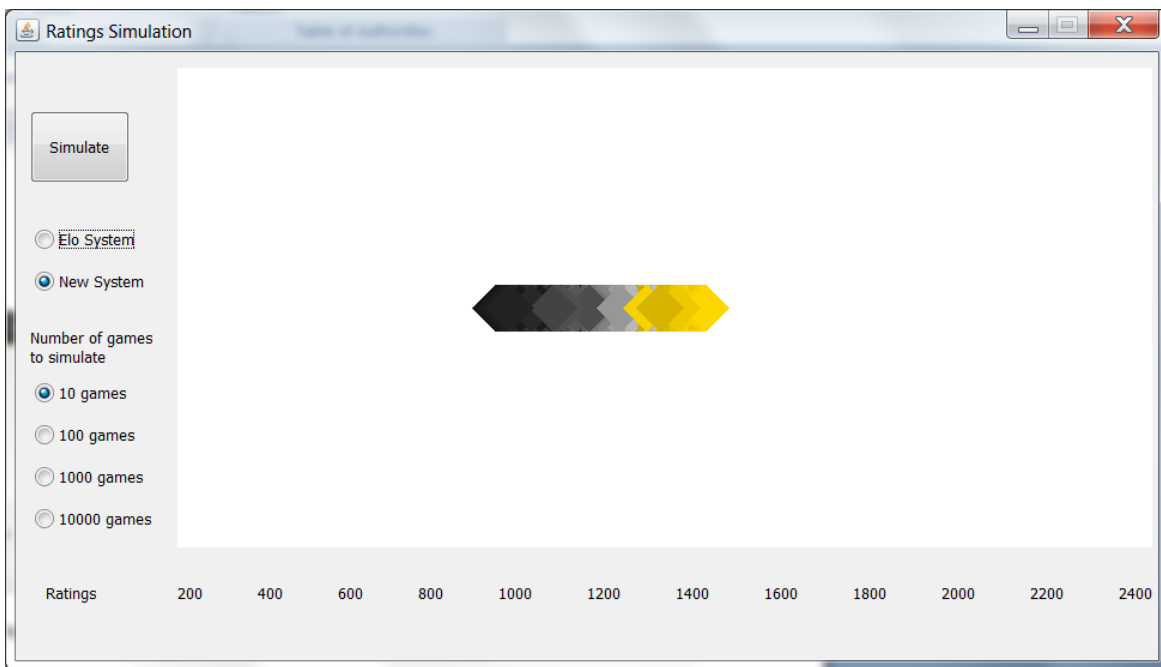 Ratings Simulation
Simulate
Elo System
New System
Number of games
to simulate
10 games
100 games
1000 games
10000 games
Ratings 200 400 600 800 1000 1200 1400 1600 1800 2000 2200 2400